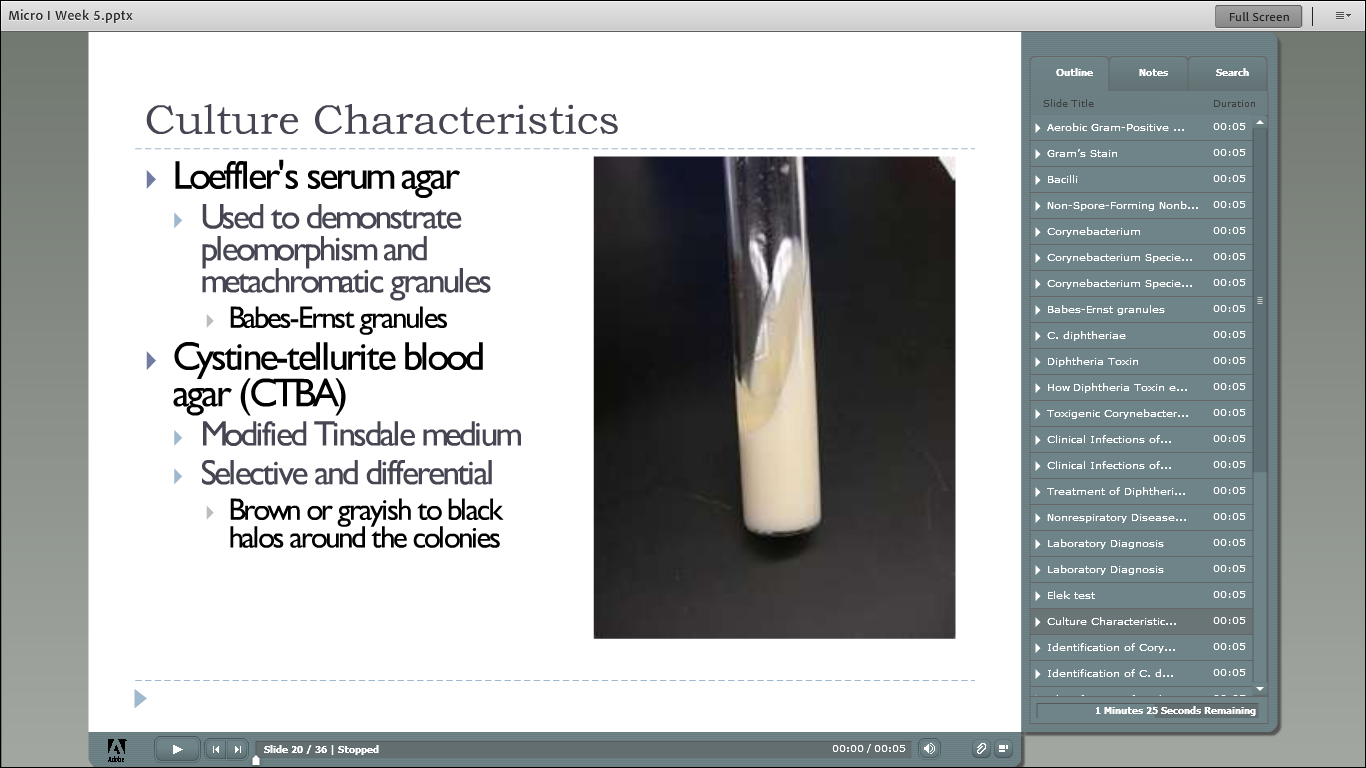 Micro I Week 5.pptx
Full Screen
Culture Characteristics
Loeffler's serum agar
Used to demonstrate
pleomorphism and
metachromatic granules
Babes-Ernst granules
Cystine-tellurite blood
agar (CTBA)
Modified Tinsdale medium
Selective and differential
Brown or grayish to black
halos around the colonies
Outline Notes Search
Slide Title Duration
Aerobic Gram-Positive ... 00:05
Gram's Stain 00:05
Bacilli 00:05
Non-Spore-Forming Nonb... 00:05
Corynebacterium 00:05
Corynebacterium Specie... 00:05
Corynebacterium Specie... 00:05
Babes-Ernst granules 00:05
C. diphtheriae 00:05
Diphtheria Toxin 00:05
How Diphtheria Toxin e... 00:05
Toxigenic Corynebacter... 00:05
Clinical Infections of... 00:05
Clinical Infections of... 00:05
Treatment of Diphtheri... 00:05
Nonrespiratory Disease... 00:05
Laboratory Diagnosis 00:05
Laboratory Diagnosis 00:05
Elek test 00:05
Culture Characteristic... 00:05
Identification of Cory... 00:05
Identification of C. d... 00:05
1 Minutes 25 Seconds Remaining
Adobe
Slide 20 / 36 | Stopped 00:00 / 00:05